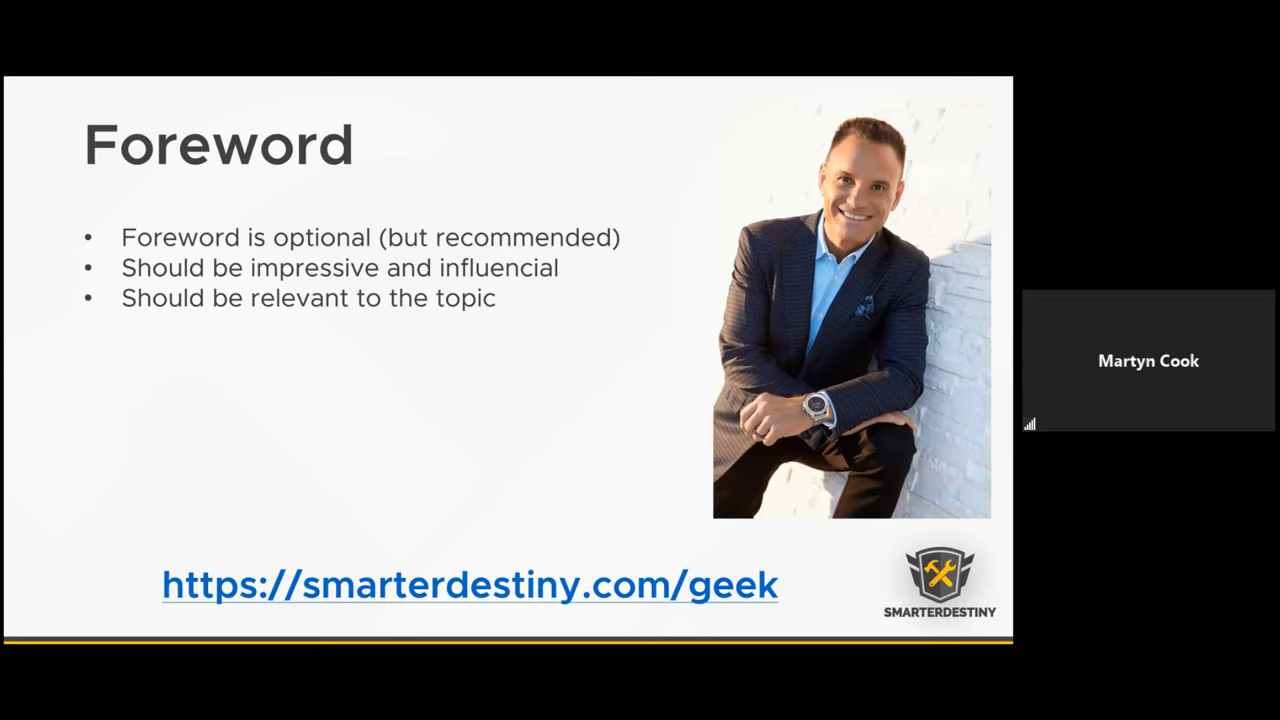 Foreword
• Foreword is optional (but recommended)
• Should be impressive and influencial
• Should be relevant to the topic
Martyn Cook
https://smarterdestiny.com/geek
SMARTERDESTINY